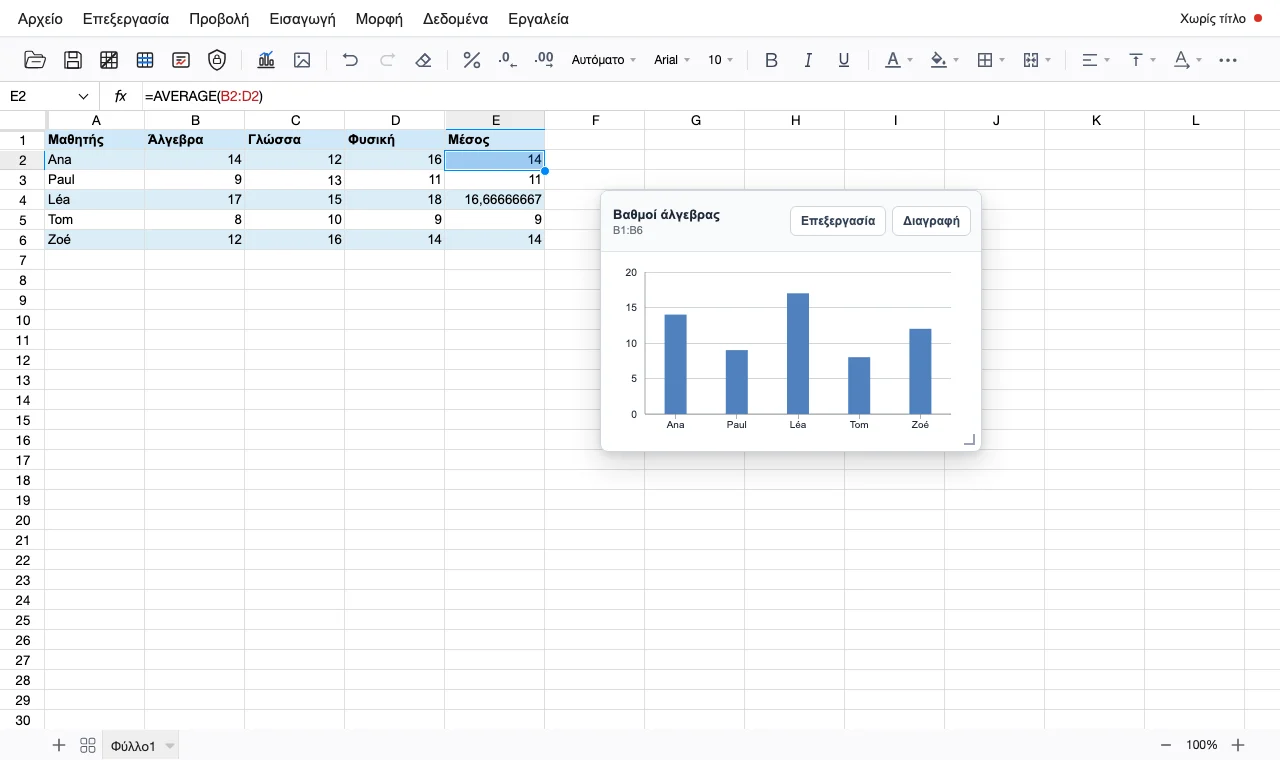 Αρχείο Επεξεργασία Προβολή Εισαγωγή Μορφή Δεδομένα Εργαλεία Χωρίς τίτλο
% .0 .00 Αυτόματο Arial 10 B I U A A
E2 fx =AVERAGE(B2:D2)
A B C D E F G H I J K L
1 Μαθητής Άλγεβρα Γλώσσα Φυσική Μέσος
2 Ana 14 12 16 14
3 Paul 9 13 11 11
4 Léa 17 15 18 16,66666667
5 Tom 8 10 9 9
6 Zoé 12 16 14 14
7
8
9
10
11
12
13
14
15
16
17
18
19
20
21
22
23
24
25
26
27
28
29
30
Βαθμοί άλγεβρας
B1:B6
Επεξεργασία Διαγραφή
20
15
10
5
0
Ana Paul Léa Tom Zoé
Φύλλο1 100%